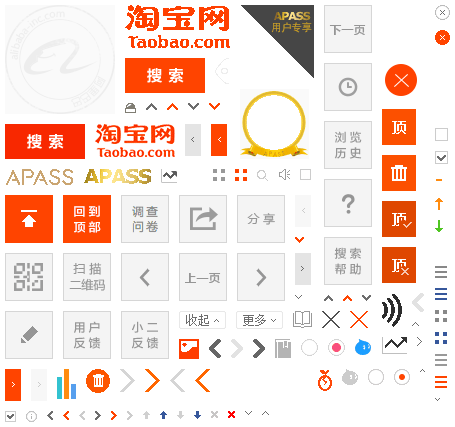 淘宝网
Taobao.com
APASS
用户专享
下一页
搜索
搜索
淘宝网
Taobao.com
浏览
历史
顶
APASS
APASS
回到
顶部
调查
问卷
分享
顶
搜索
帮助
顶
扫描
二维码
上一页
收起
更多
用户
反馈
小二
反馈